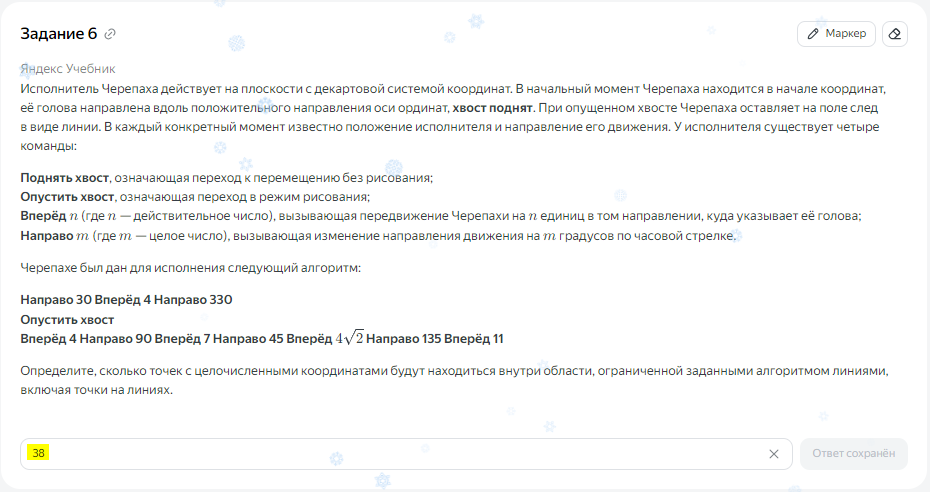 Задание 6
Маркер
Яндекс Учебник
Исполнитель Черепаха действует на плоскости с декартовой системой координат. В начальный момент Черепаха находится в начале координат,
её голова направлена вдоль положительного направления оси ординат, хвост поднят. При опущенном хвосте Черепаха оставляет на поле след
в виде линии. В каждый конкретный момент известно положение исполнителя и направление его движения. У исполнителя существует четыре
команды:
Поднять хвост, означающая переход к перемещению без рисования;
Опустить хвост, означающая переход в режим рисования;
Вперёд n (где n — действительное число), вызывающая передвижение Черепахи на n единиц в том направлении, куда указывает её голова;
Направо m (где m — целое число), вызывающая изменение направления движения на m градусов по часовой стрелке.
Черепахе был дан для исполнения следующий алгоритм:
Направо 30 Вперёд 4 Направо 330
Опустить хвост
Вперёд 4 Направо 90 Вперёд 7 Направо 45 Вперёд 4√2 Направо 135 Вперёд 11
Определите, сколько точек с целочисленными координатами будут находиться внутри области, ограниченной заданными алгоритмом линиями,
включая точки на линиях.
38
Ответ сохранён